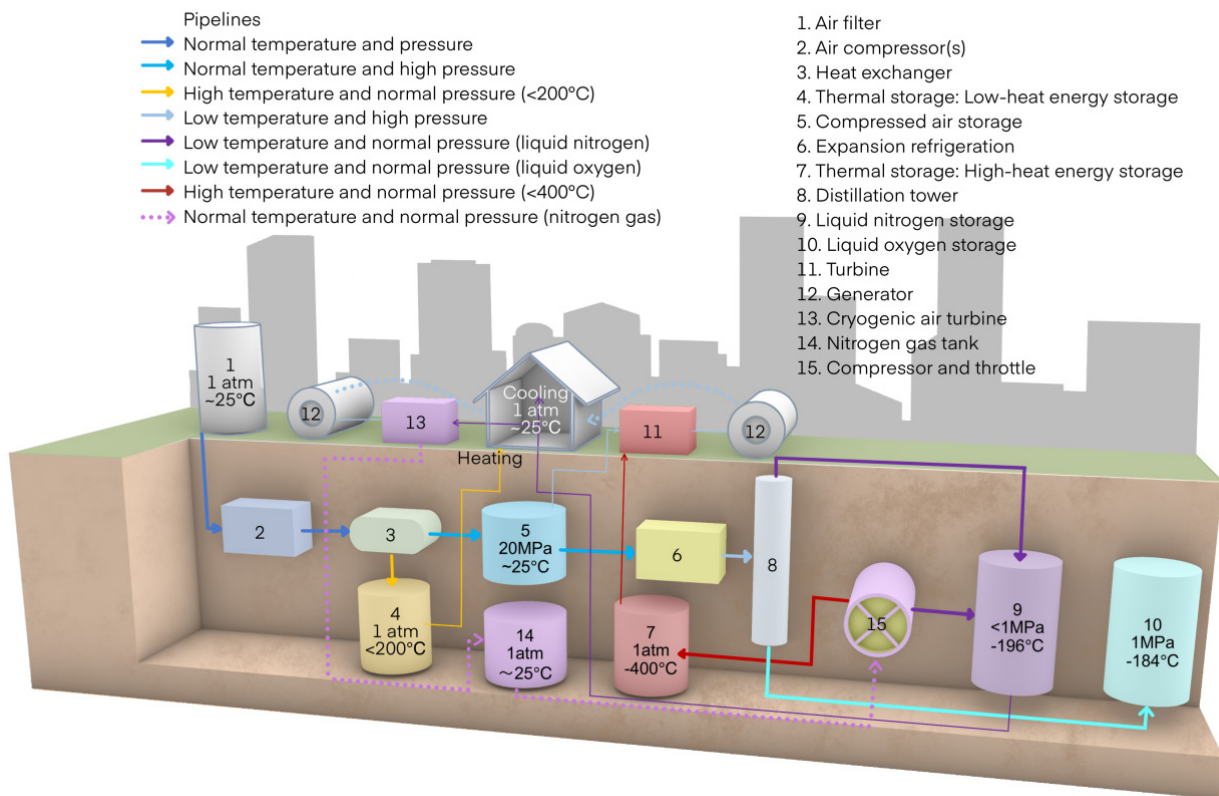 Pipelines
Normal temperature and pressure
Normal temperature and high pressure
High temperature and normal pressure (<200°C)
Low temperature and high pressure
Low temperature and normal pressure (liquid nitrogen)
Low temperature and normal pressure (liquid oxygen)
High temperature and normal pressure (<400°C)
Normal temperature and normal pressure (nitrogen gas)
1. Air filter
2. Air compressor(s)
3. Heat exchanger
4. Thermal storage: Low-heat energy storage
5. Compressed air storage
6. Expansion refrigeration
7. Thermal storage: High-heat energy storage
8. Distillation tower
9. Liquid nitrogen storage
10. Liquid oxygen storage
11. Turbine
12. Generator
13. Cryogenic air turbine
14. Nitrogen gas tank
15. Compressor and throttle
1
1 atm
~25°C
12
13
Cooling
1 atm
~25°C
11
12
Heating
2
3
5
20MPa
~25°C
6
8
4
1 atm
<200°C
14
1atm
~25°C
7
1atm
-400°C
15
9
<1MPa
-196°C
10
1MPa
-184°C